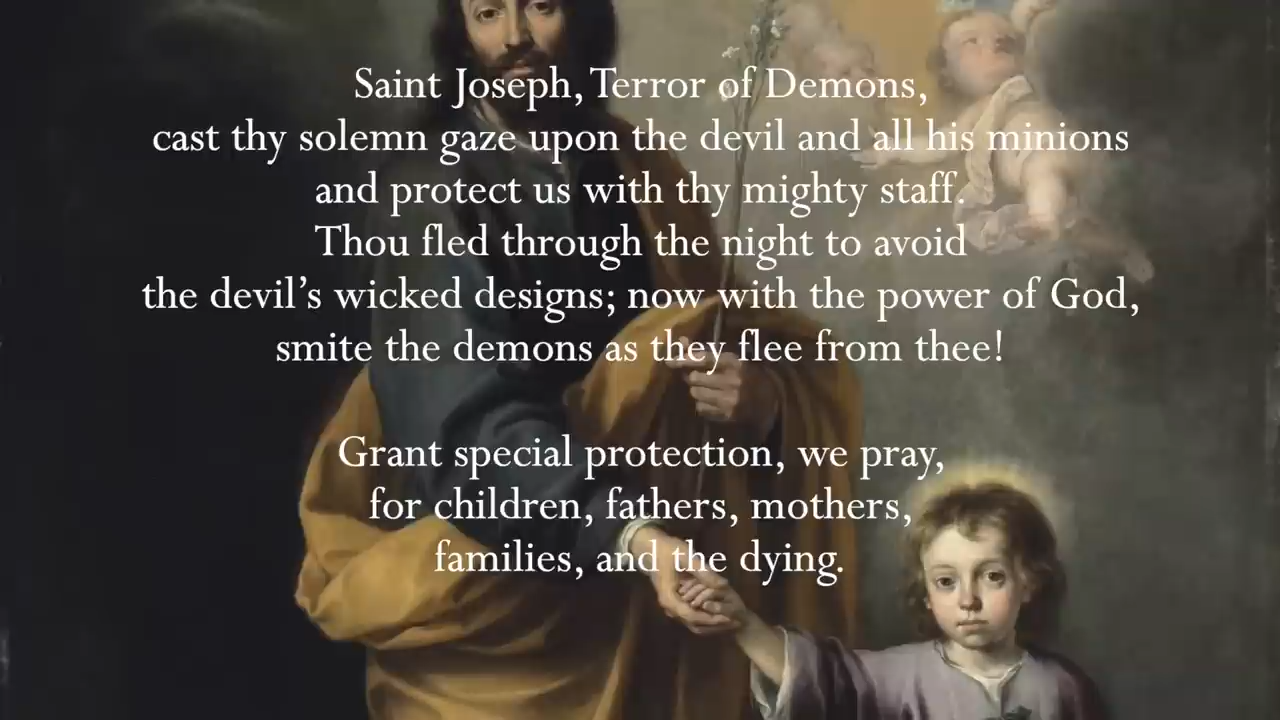 Saint Joseph, Terror of Demons,
cast thy solemn gaze upon the devil and all his minions
and protect us with thy mighty staff.
Thou fled through the night to avoid
the devil's wicked designs; now with the power of God,
smite the demons as they flee from thee!
Grant special protection, we pray,
for children, fathers, mothers,
families, and the dying.